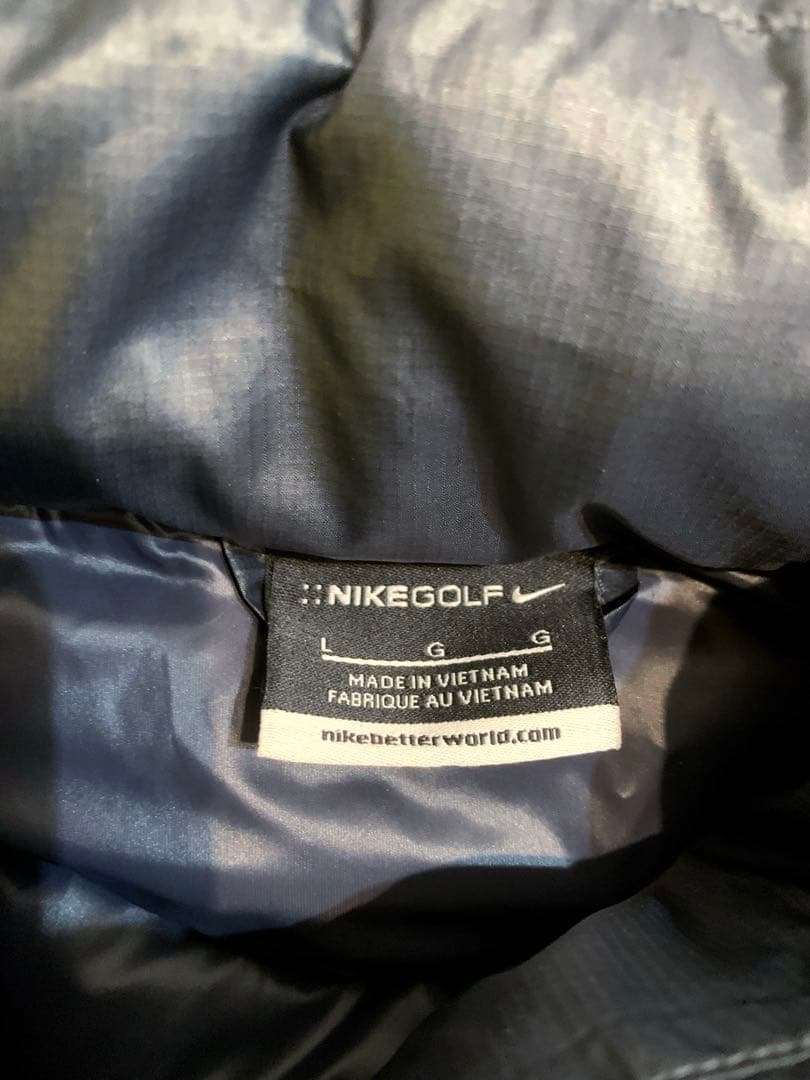 ::NIKEGOLF
L G G
MADE IN VIETNAM
FABRIQUE AU VIETNAM
nikebetterworld.com